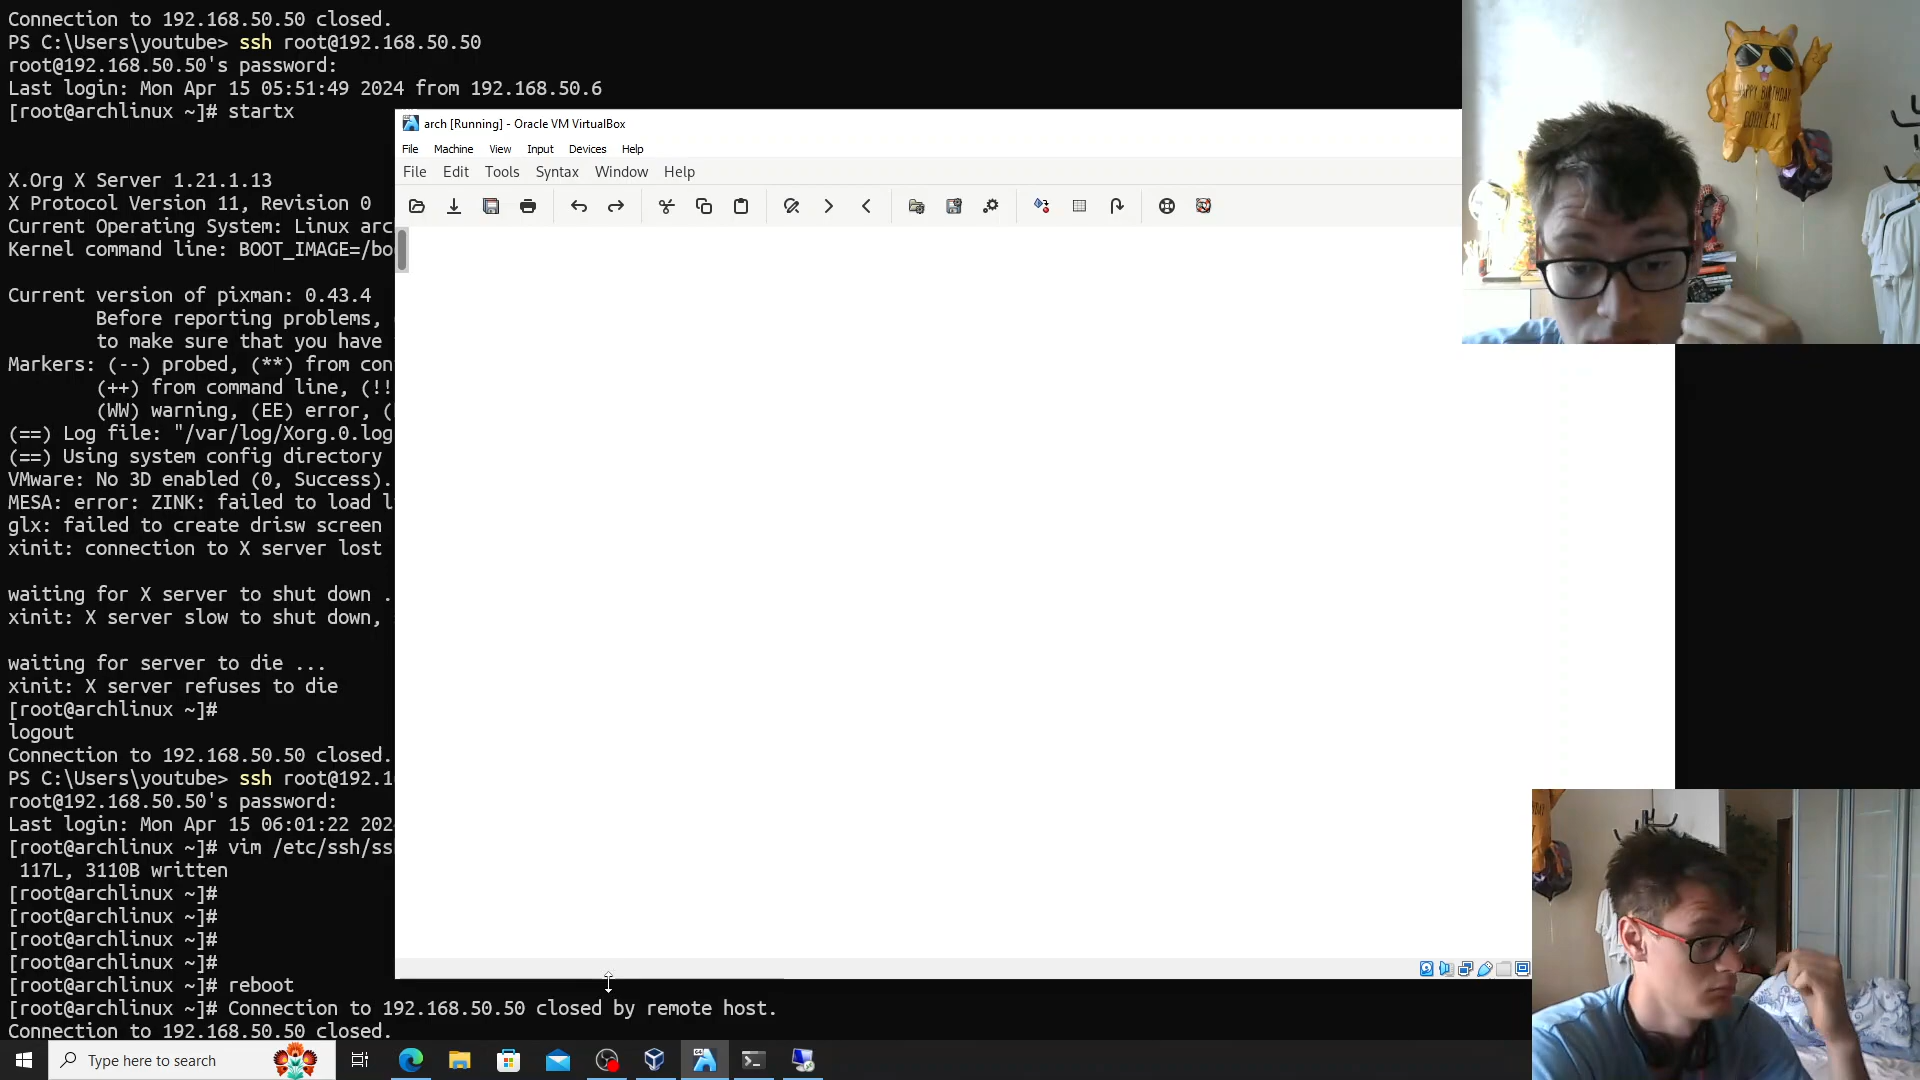 Connection to 192.168.50.50 closed.
PS C:\Users\youtube> ssh root@192.168.50.50
root@192.168.50.50's password:
Last login: Mon Apr 15 05:51:49 2024 from 192.168.50.6
[root@archlinux ~]# startx
X.Org X Server 1.21.1.13
X Protocol Version 11, Revision 0
Current Operating System: Linux arc
Kernel command line: BOOT_IMAGE=/bo
Current version of pixman: 0.43.4
Before reporting problems,
to make sure that you have
Markers: (--) probed, (**) from con
(++) from command line, (!!
(WW) warning, (EE) error, (
(==) Log file: "/var/log/Xorg.0.log
(==) Using system config directory
VMware: No 3D enabled (0, Success).
MESA: error: ZINK: failed to load l
glx: failed to create drisw screen
xinit: connection to X server lost
waiting for X server to shut down .
xinit: X server slow to shut down,
waiting for server to die ...
xinit: X server refuses to die
[root@archlinux ~]#
logout
Connection to 192.168.50.50 closed.
PS C:\Users\youtube> ssh root@192.1
root@192.168.50.50's password:
Last login: Mon Apr 15 06:01:22 202
[root@archlinux ~]# vim /etc/ssh/ss
117L, 3110B written
[root@archlinux ~]#
[root@archlinux ~]#
[root@archlinux ~]#
[root@archlinux ~]#
[root@archlinux ~]# reboot
[root@archlinux ~]# Connection to 192.168.50.50 closed by remote host.
Connection to 192.168.50.50 closed.
arch [Running] - Oracle VM VirtualBox
File Machine View Input Devices Help
File Edit Tools Syntax Window Help
HAPPY BIRTHDAY
COOL CAT
Type here to search